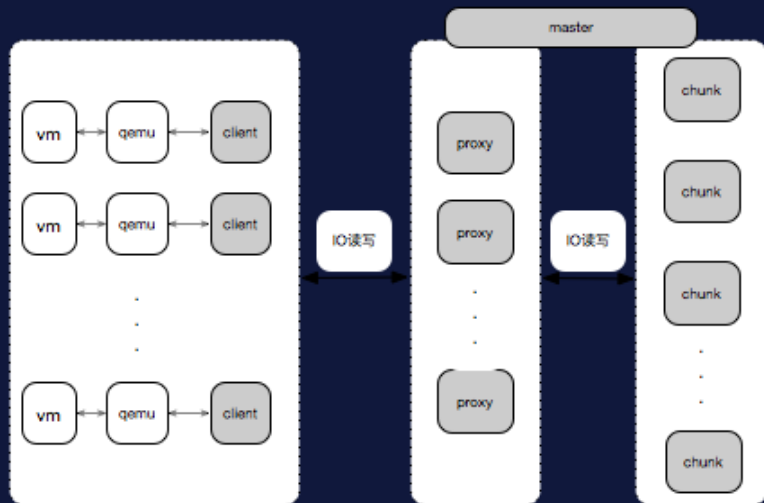 master
vm
qemu
client
vm
qemu
client
vm
qemu
client
IO读写
proxy
proxy
proxy
IO读写
chunk
chunk
chunk
chunk